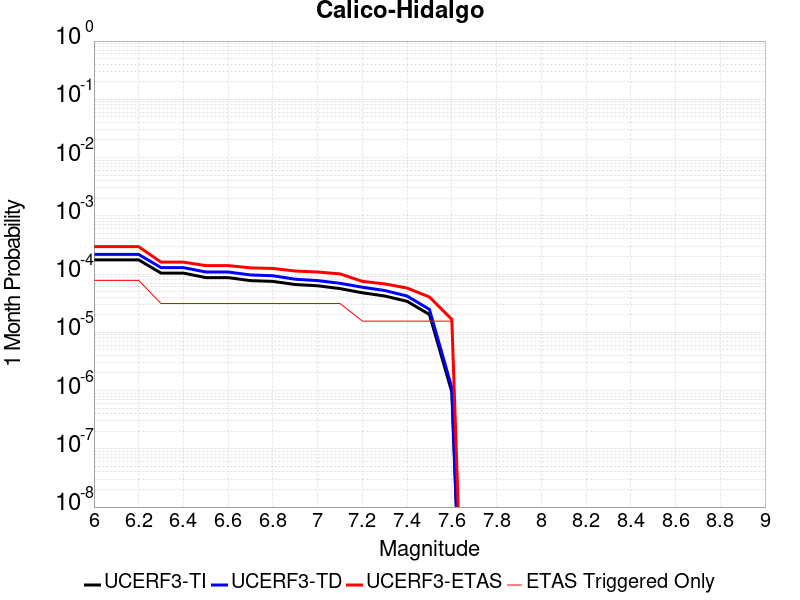 Calico-Hidalgo
10^0
10^-1
10^-2
10^-3
10^-4
10^-5
10^-6
10^-7
10^-8
1 Month Probability
6 6.2 6.4 6.6 6.8 7 7.2 7.4 7.6 7.8 8 8.2 8.4 8.6 8.8 9
Magnitude
UCERF3-TI UCERF3-TD UCERF3-ETAS ETAS Triggered Only